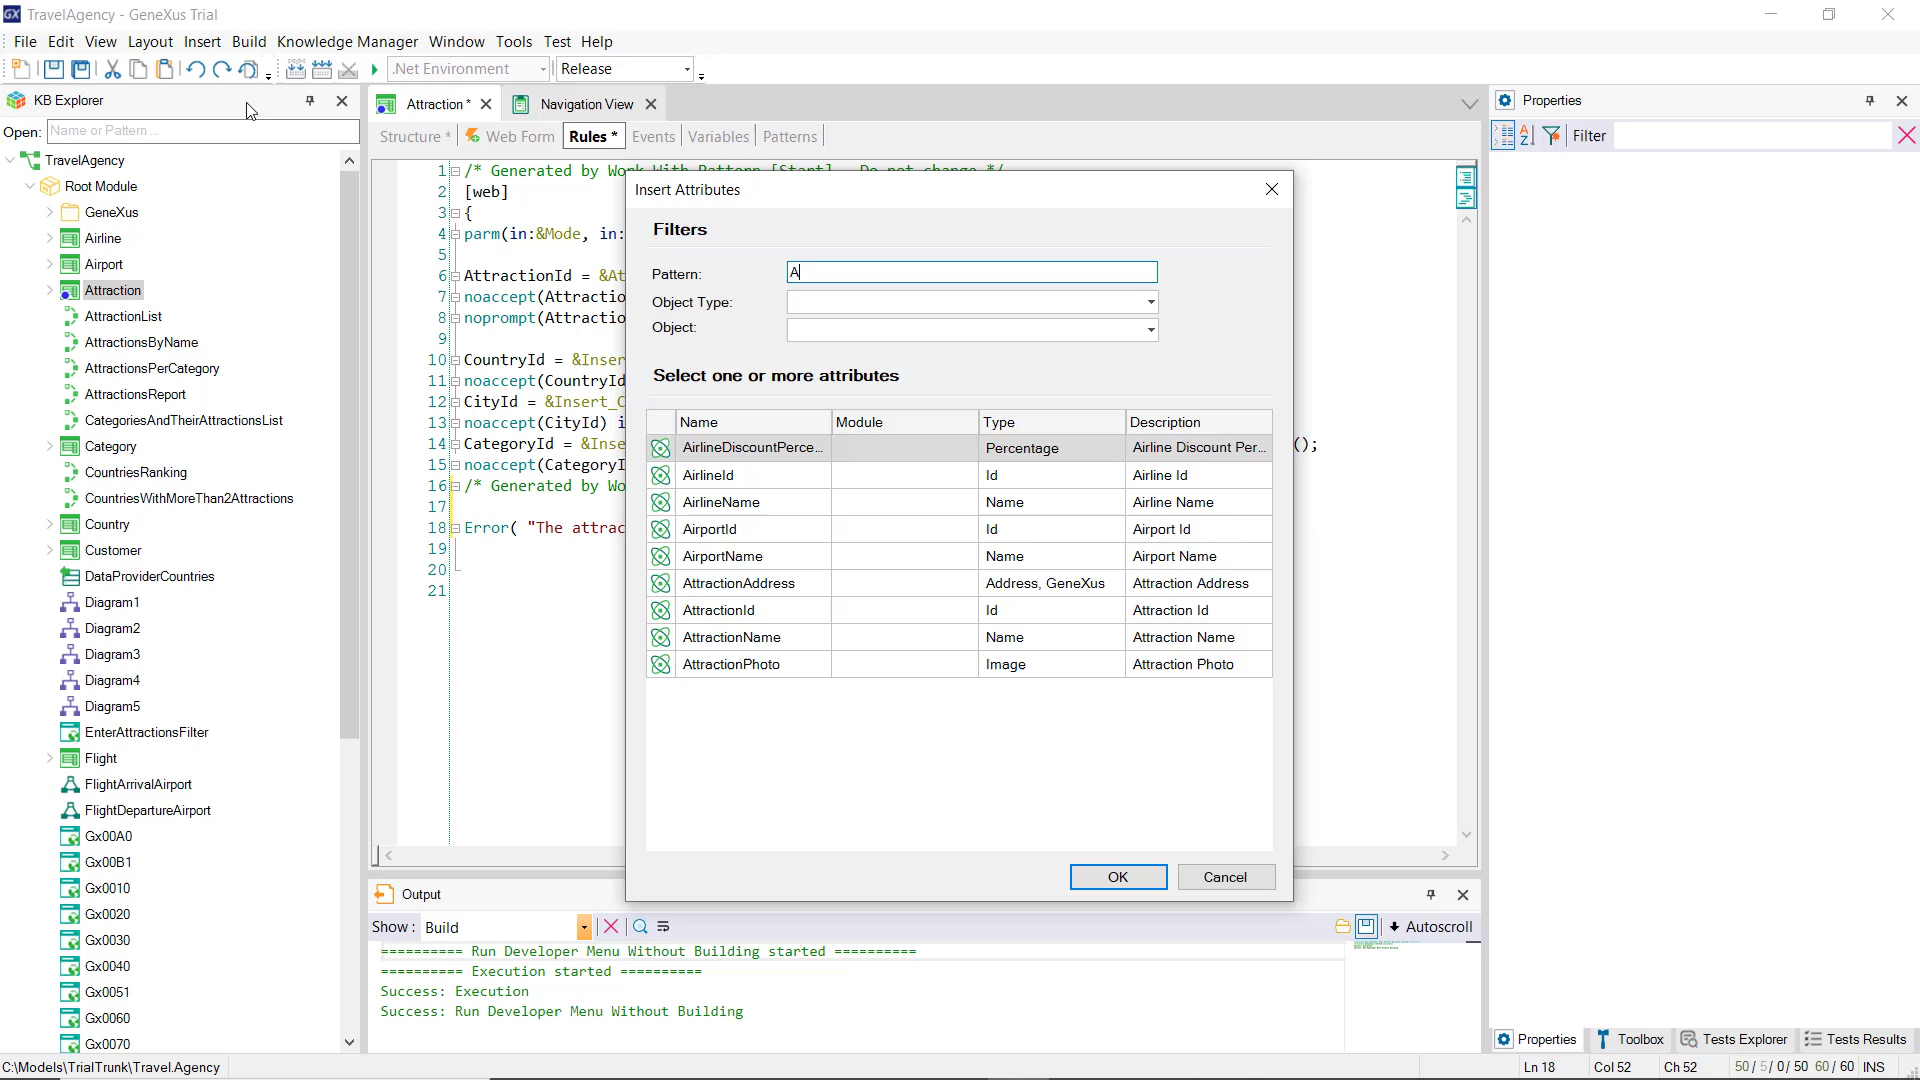 TravelAgency - GeneXus Trial
File Edit View Layout Insert Build Knowledge Manager Window Tools Test Help
.Net Environment Release
KB Explorer
Open: Name or Pattern ...
TravelAgency
Root Module
GeneXus
Airline
Airport
Attraction
AttractionList
AttractionsByName
AttractionsPerCategory
AttractionsReport
CategoriesAndTheirAttractionsList
Category
CountriesRanking
CountriesWithMoreThan2Attractions
Country
Customer
DataProviderCountries
Diagram1
Diagram2
Diagram3
Diagram4
Diagram5
EnterAttractionsFilter
Flight
FlightArrivalAirport
FlightDepartureAirport
Gx00A0
Gx00B1
Gx0010
Gx0020
Gx0030
Gx0040
Gx0051
Gx0060
Gx0070
Attraction * Navigation View
Structure * Web Form Rules * Events Variables Patterns
1 /* Generated by Work With Pattern [Start] - Do not change */
2 [web]
3 {
4 parm(in:&Mode, in:
5
6 AttractionId = &At
7 noaccept(Attractio
8 noprompt(Attractio
9
10 CountryId = &Inser
11 noaccept(CountryId
12 CityId = &Insert_C
13 noaccept(CityId) i
14 CategoryId = &Inse ();
15 noaccept(CategoryI
16 /* Generated by Wo
17
18 Error( "The attrac
19
20
21
Insert Attributes
Filters
Pattern: A
Object Type:
Object:
Select one or more attributes
Name Module Type Description
AirlineDiscountPerce... Percentage Airline Discount Per...
AirlineId Id Airline Id
AirlineName Name Airline Name
AirportId Id Airport Id
AirportName Name Airport Name
AttractionAddress Address, GeneXus Attraction Address
AttractionId Id Attraction Id
AttractionName Name Attraction Name
AttractionPhoto Image Attraction Photo
OK Cancel
Output
Show: Build Autoscroll
========== Run Developer Menu Without Building started ==========
========== Execution started ==========
Success: Execution
Success: Run Developer Menu Without Building
Properties
Filter
Properties Toolbox Tests Explorer Tests Results
C:\Models\TrialTrunk\Travel.Agency Ln 18 Col 52 Ch 52 50 / 5 / 0 / 50 60 / 60 INS